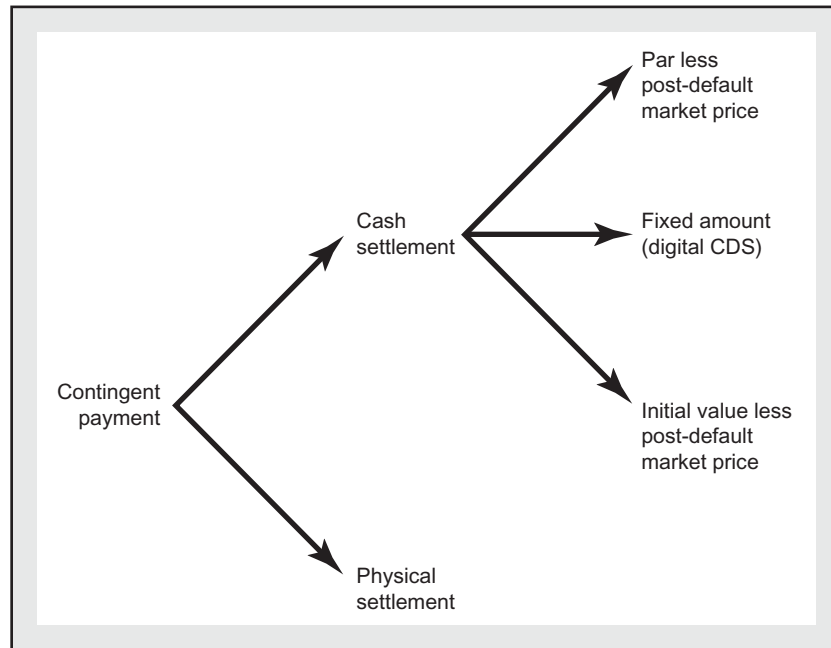 Par less
post-default
market price
Cash
settlement
Fixed amount
(digital CDS)
Contingent
payment
Initial value less
post-default
market price
Physical
settlement